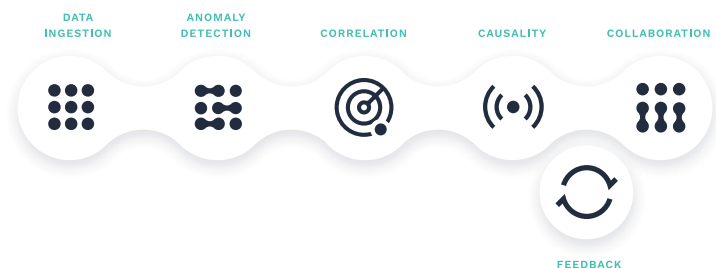 DATA
INGESTION
ANOMALY
DETECTION
CORRELATION
CAUSALITY
COLLABORATION
FEEDBACK